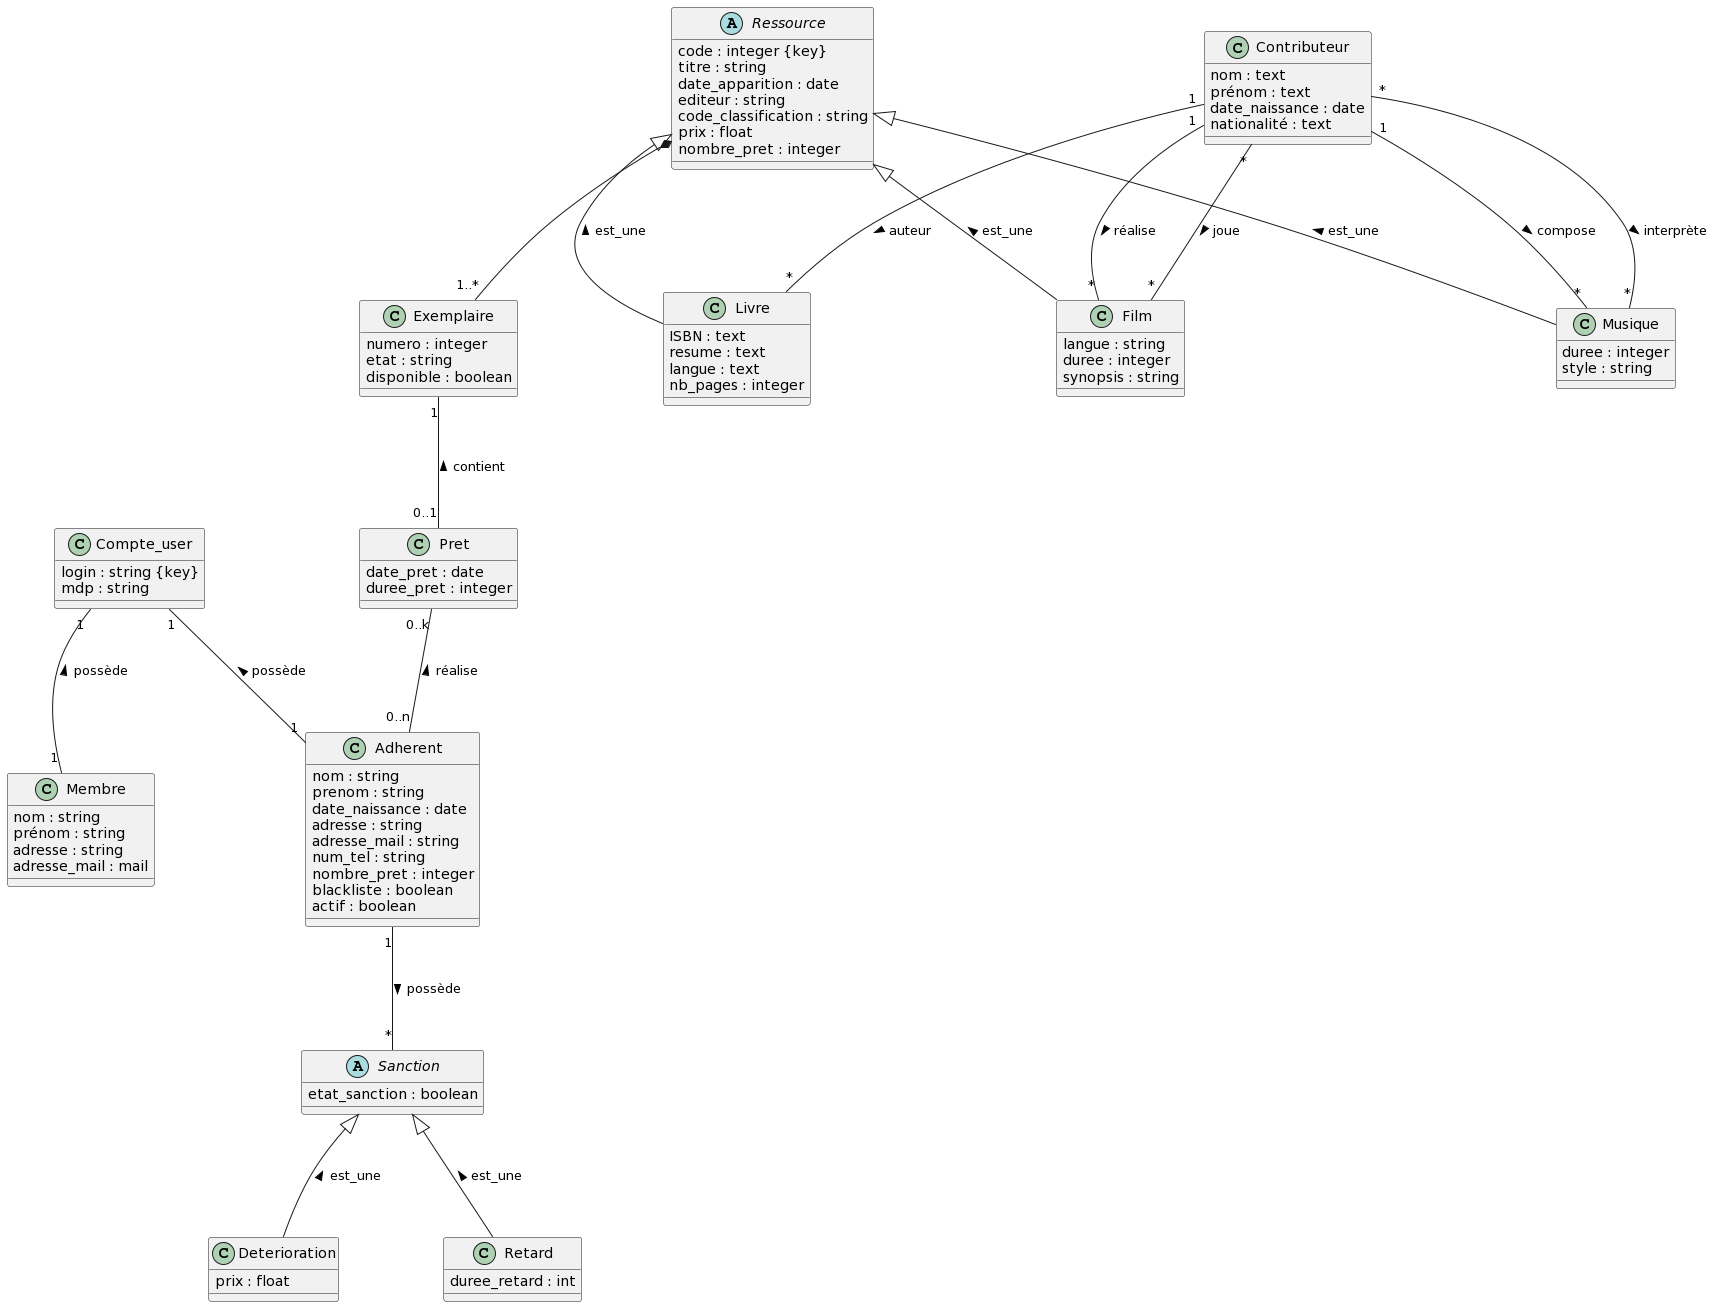 A Ressource
code : integer {key}
titre : string
date_apparition : date
editeur : string
code_classification : string
prix : float
nombre_pret : integer
C Contributeur
nom : text
prénom : text
date_naissance : date
nationalité : text
1
1
*
*
1
est_une
auteur
est_une
réalise
joue
est_une
compose
interprète
1..*
*
*
*
*
*
C Exemplaire
numero : integer
etat : string
disponible : boolean
C Livre
ISBN : text
resume : text
langue : text
nb_pages : integer
C Film
langue : string
duree : integer
synopsis : string
C Musique
duree : integer
style : string
1
contient
0..1
C Compte_user
login : string {key}
mdp : string
C Pret
date_pret : date
duree_pret : integer
1
1
0..k
possède
possède
réalise
1
1
0..n
C Membre
nom : string
prénom : string
adresse : string
adresse_mail : mail
C Adherent
nom : string
prenom : string
date_naissance : date
adresse : string
adresse_mail : string
num_tel : string
nombre_pret : integer
blackliste : boolean
actif : boolean
1
possède
*
A Sanction
etat_sanction : boolean
est_une
est_une
C Deterioration
prix : float
C Retard
duree_retard : int